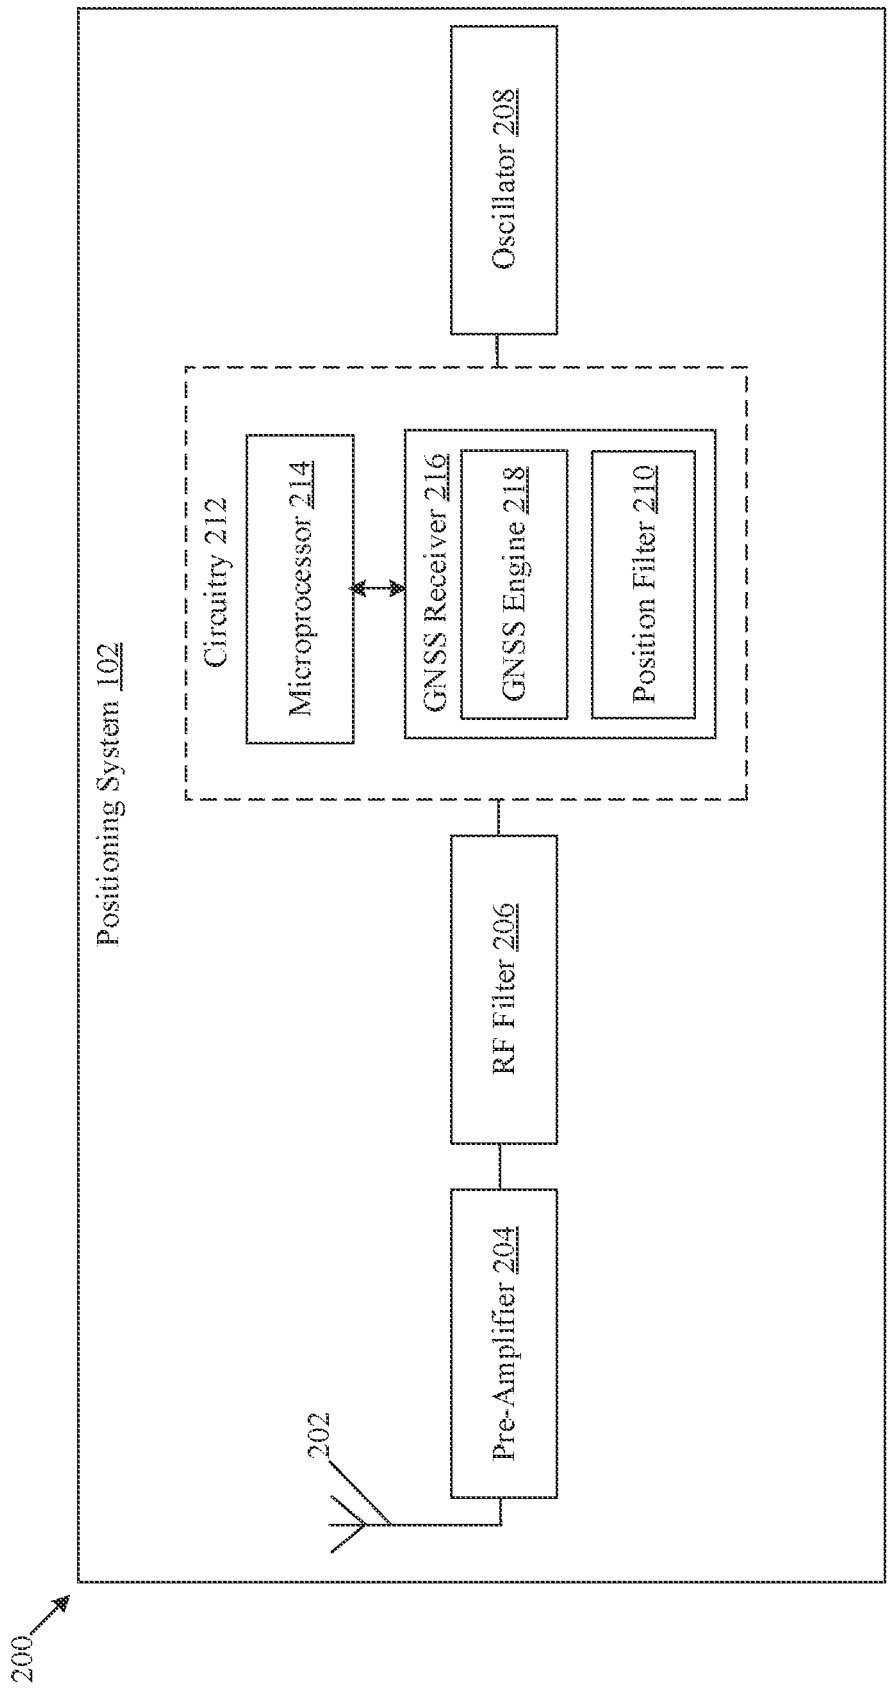 200
Positioning System 102
202
Pre-Amplifier 204
RF Filter 206
Circuitry 212
Microprocessor 214
GNSS Receiver 216
GNSS Engine 218
Position Filter 210
Oscillator 208